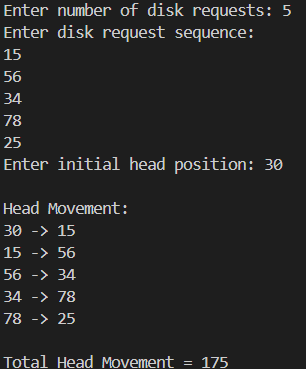 Enter number of disk requests: 5
Enter disk request sequence:
15
56
34
78
25
Enter initial head position: 30
Head Movement:
30 -> 15
15 -> 56
56 -> 34
34 -> 78
78 -> 25
Total Head Movement = 175